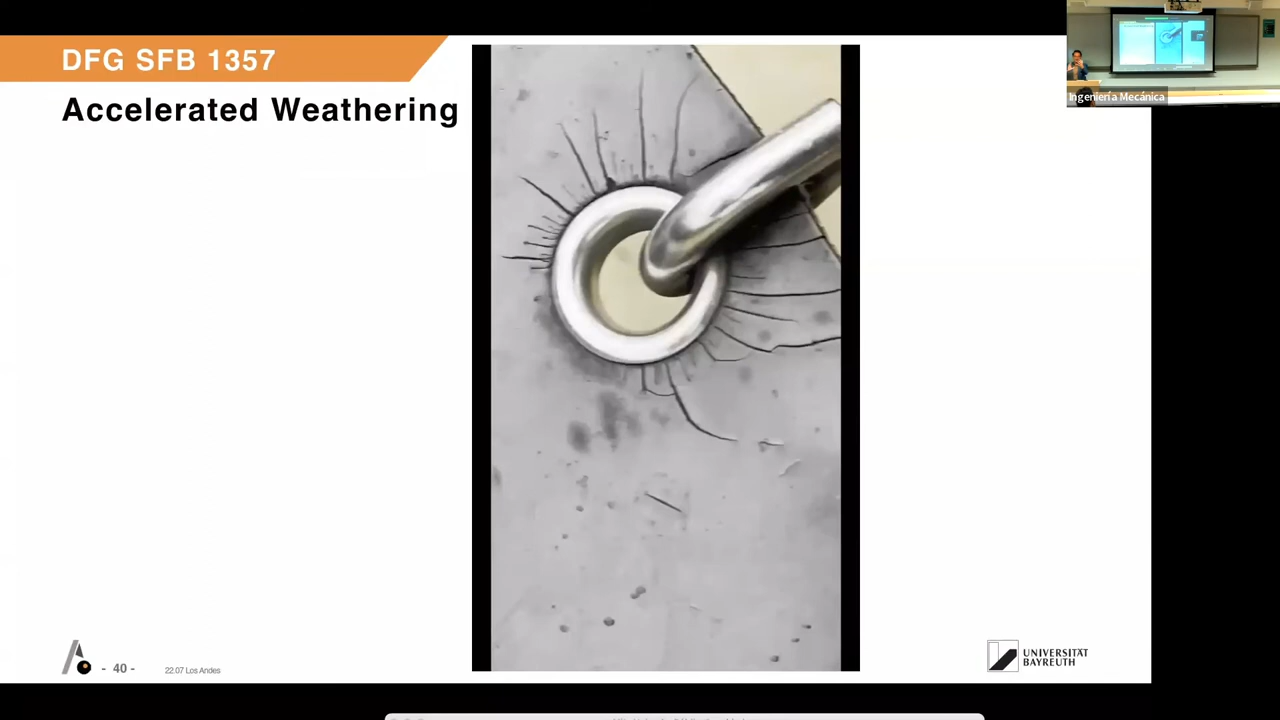 DFG SFB 1357
Accelerated Weathering
Ingeniería Mecánica
- 40 -
22.07 Los Andes
UNIVERSITÄT
BAYREUTH